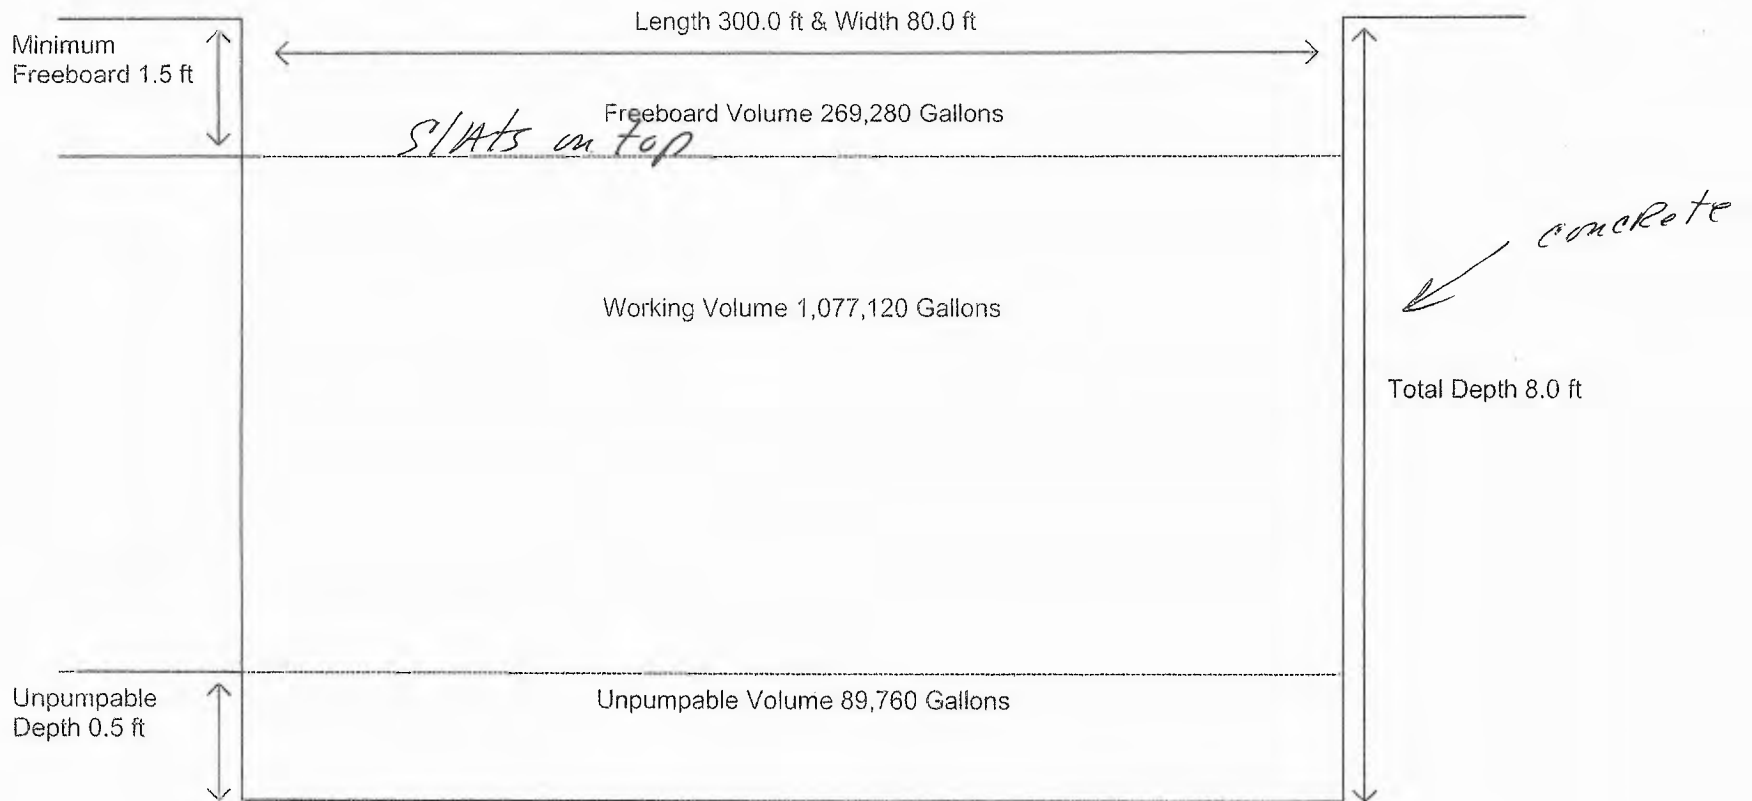 Length 300.0 ft & Width 80.0 ft
Minimum
Freeboard 1.5 ft
Freeboard Volume 269,280 Gallons
SlAts on top
concRete
Working Volume 1,077,120 Gallons
Total Depth 8.0 ft
Unpumpable
Depth 0.5 ft
Unpumpable Volume 89,760 Gallons